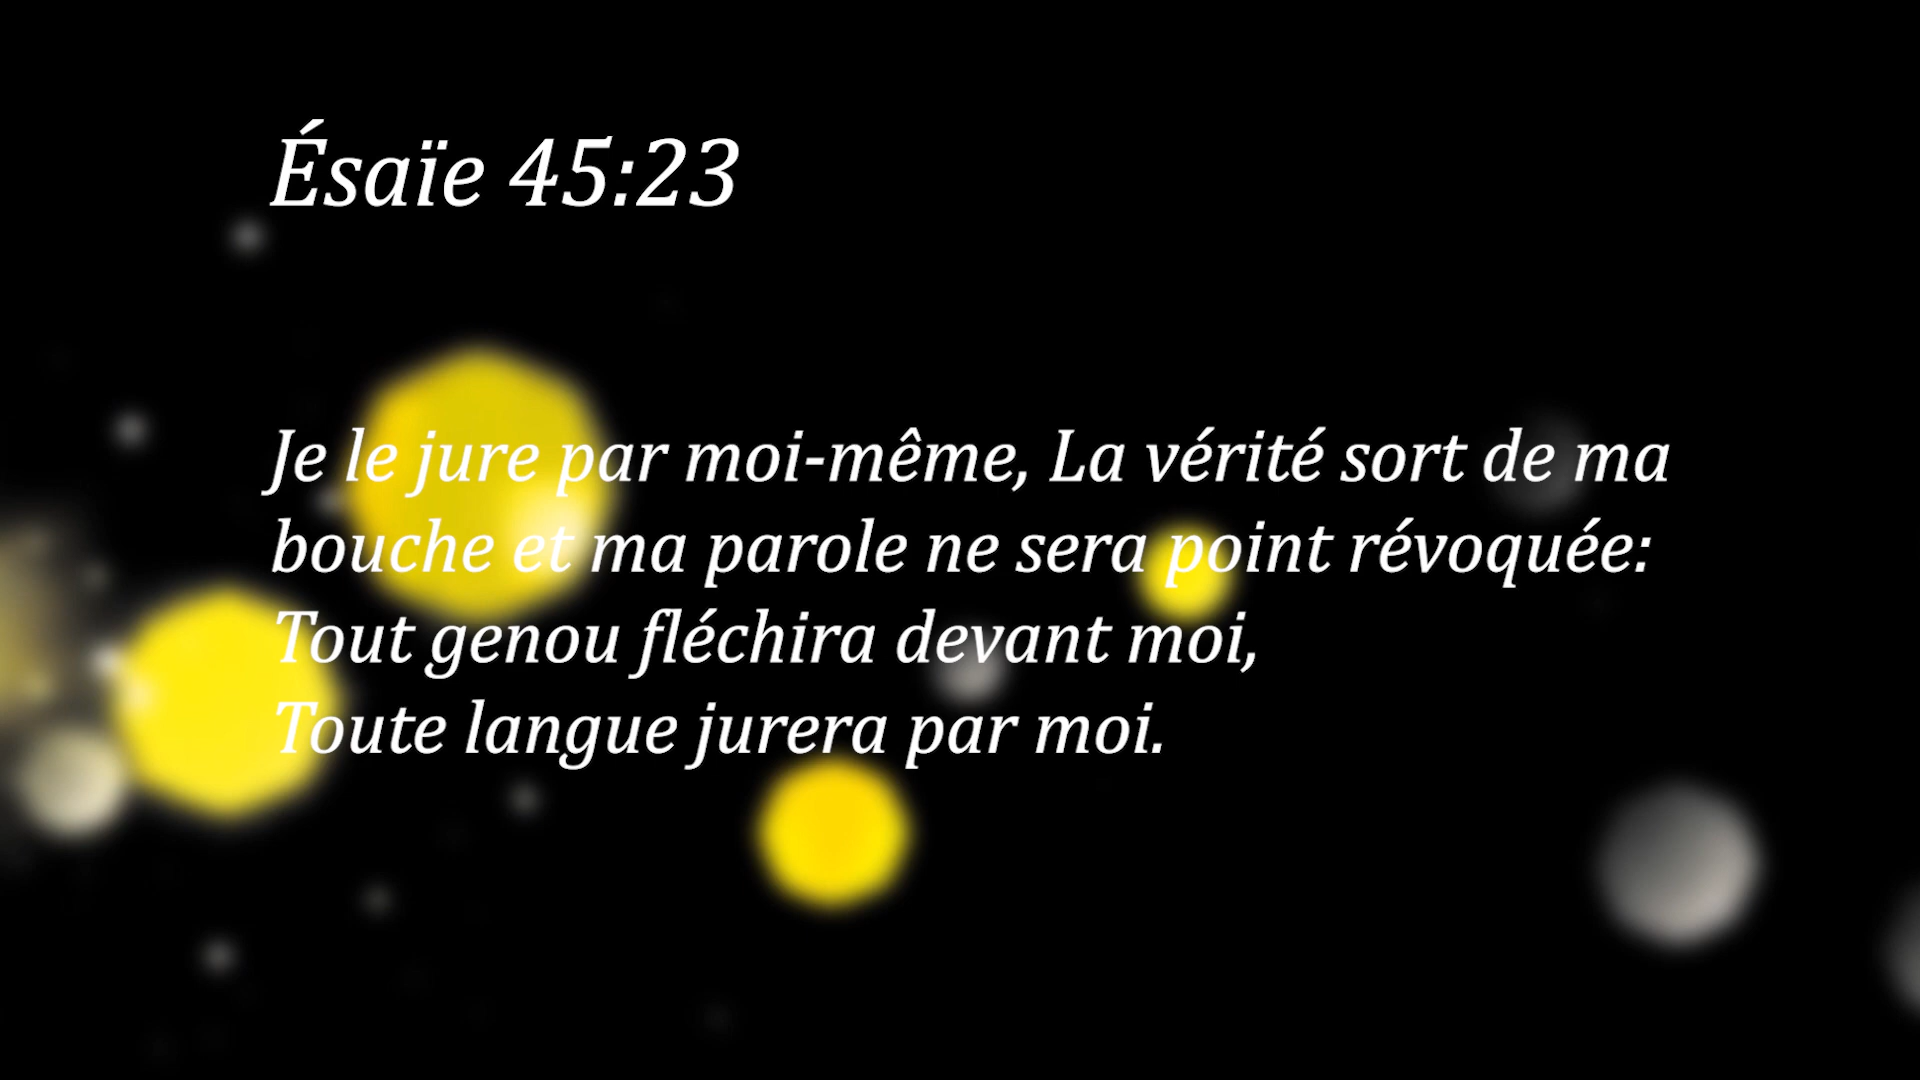 Ésaïe 45:23
Je le jure par moi-même, La vérité sort de ma
bouche et ma parole ne sera point révoquée:
Tout genou fléchira devant moi,
Toute langue jurera par moi.